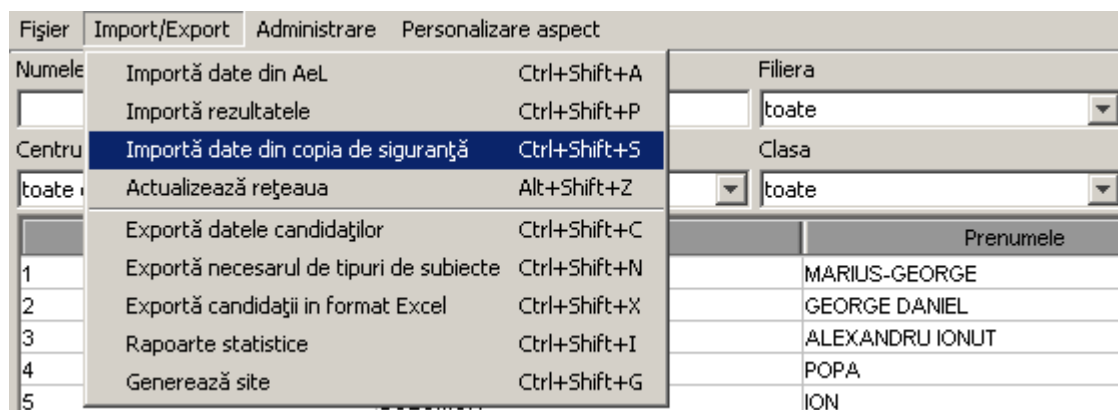 Fişier Import/Export Administrare Personalizare aspect
Numele Filiera
Importă date din AeL Ctrl+Shift+A
toate
Importă rezultatele Ctrl+Shift+P
Centru Clasa
Importă date din copia de siguranţă Ctrl+Shift+S
toate toate
Actualizează reţeaua Alt+Shift+Z
Exportă datele candidaţilor Ctrl+Shift+C
Prenumele
1 Exportă necesarul de tipuri de subiecte Ctrl+Shift+N MARIUS-GEORGE
2 Exportă candidaţii in format Excel Ctrl+Shift+X GEORGE DANIEL
3 Rapoarte statistice Ctrl+Shift+I ALEXANDRU IONUT
4 Generează site Ctrl+Shift+G POPA
5 ION